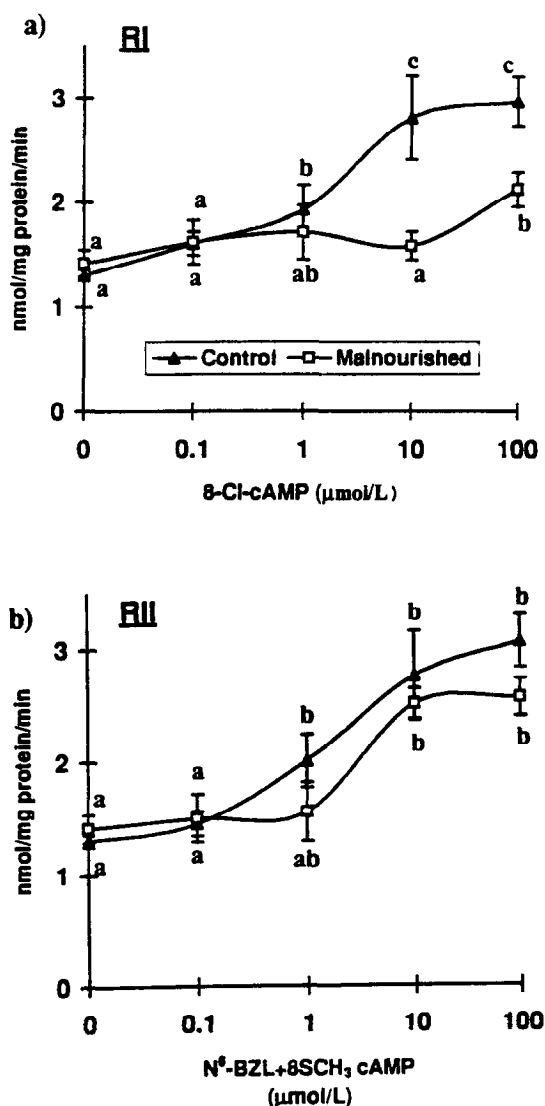 a) RI
c
c
3
b
a
a
2
b
a
a
ab
a
1
Control Malnourished
0
0 0.1 1 10 100
8-Cl-cAMP (µmol/L)
nmol/mg protein/min
b) RII
b
b
3
b
a
a
2
b
b
a
a
ab
1
0
0 0.1 1 10 100
N⁶-BZL+8SCH₃ cAMP
(µmol/L)
nmol/mg protein/min